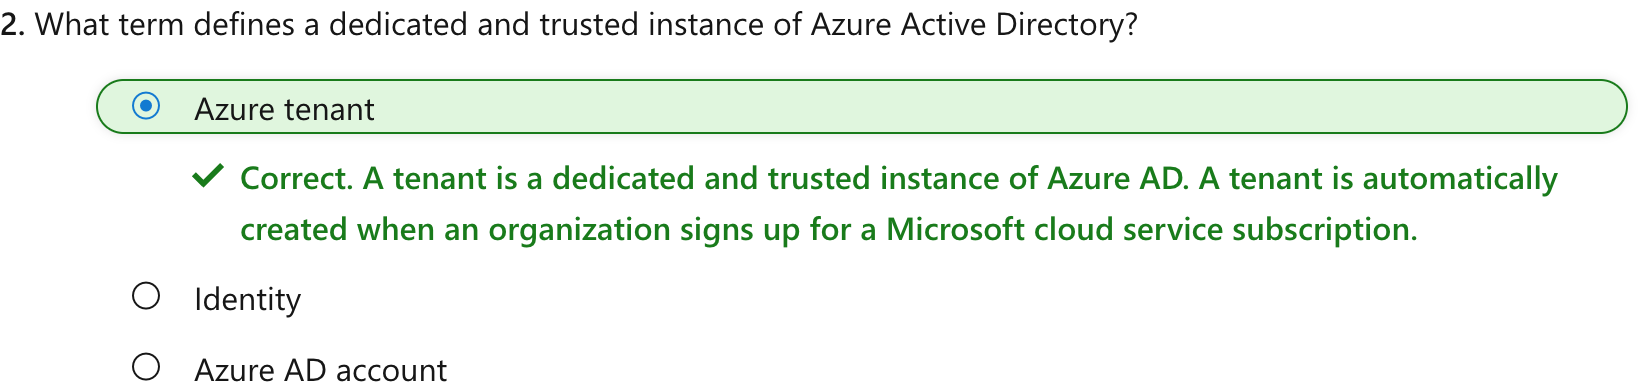 2. What term defines a dedicated and trusted instance of Azure Active Directory?
Azure tenant
Correct. A tenant is a dedicated and trusted instance of Azure AD. A tenant is automatically
created when an organization signs up for a Microsoft cloud service subscription.
Identity
Azure AD account